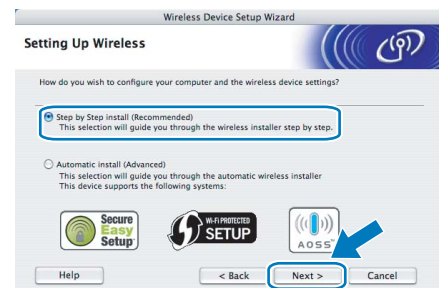 Wireless Device Setup Wizard
Setting Up Wireless
How do you wish to configure your computer and the wireless device settings?
Step by Step install (Recommended)
This selection will guide you through the wireless installer step by step.
Automatic install (Advanced)
This selection will guide you through the automatic wireless installer
This device supports the following systems:
Secure
Easy
Setup™
Wi-Fi PROTECTED
SETUP
AOSS™
Help
< Back
Next >
Cancel